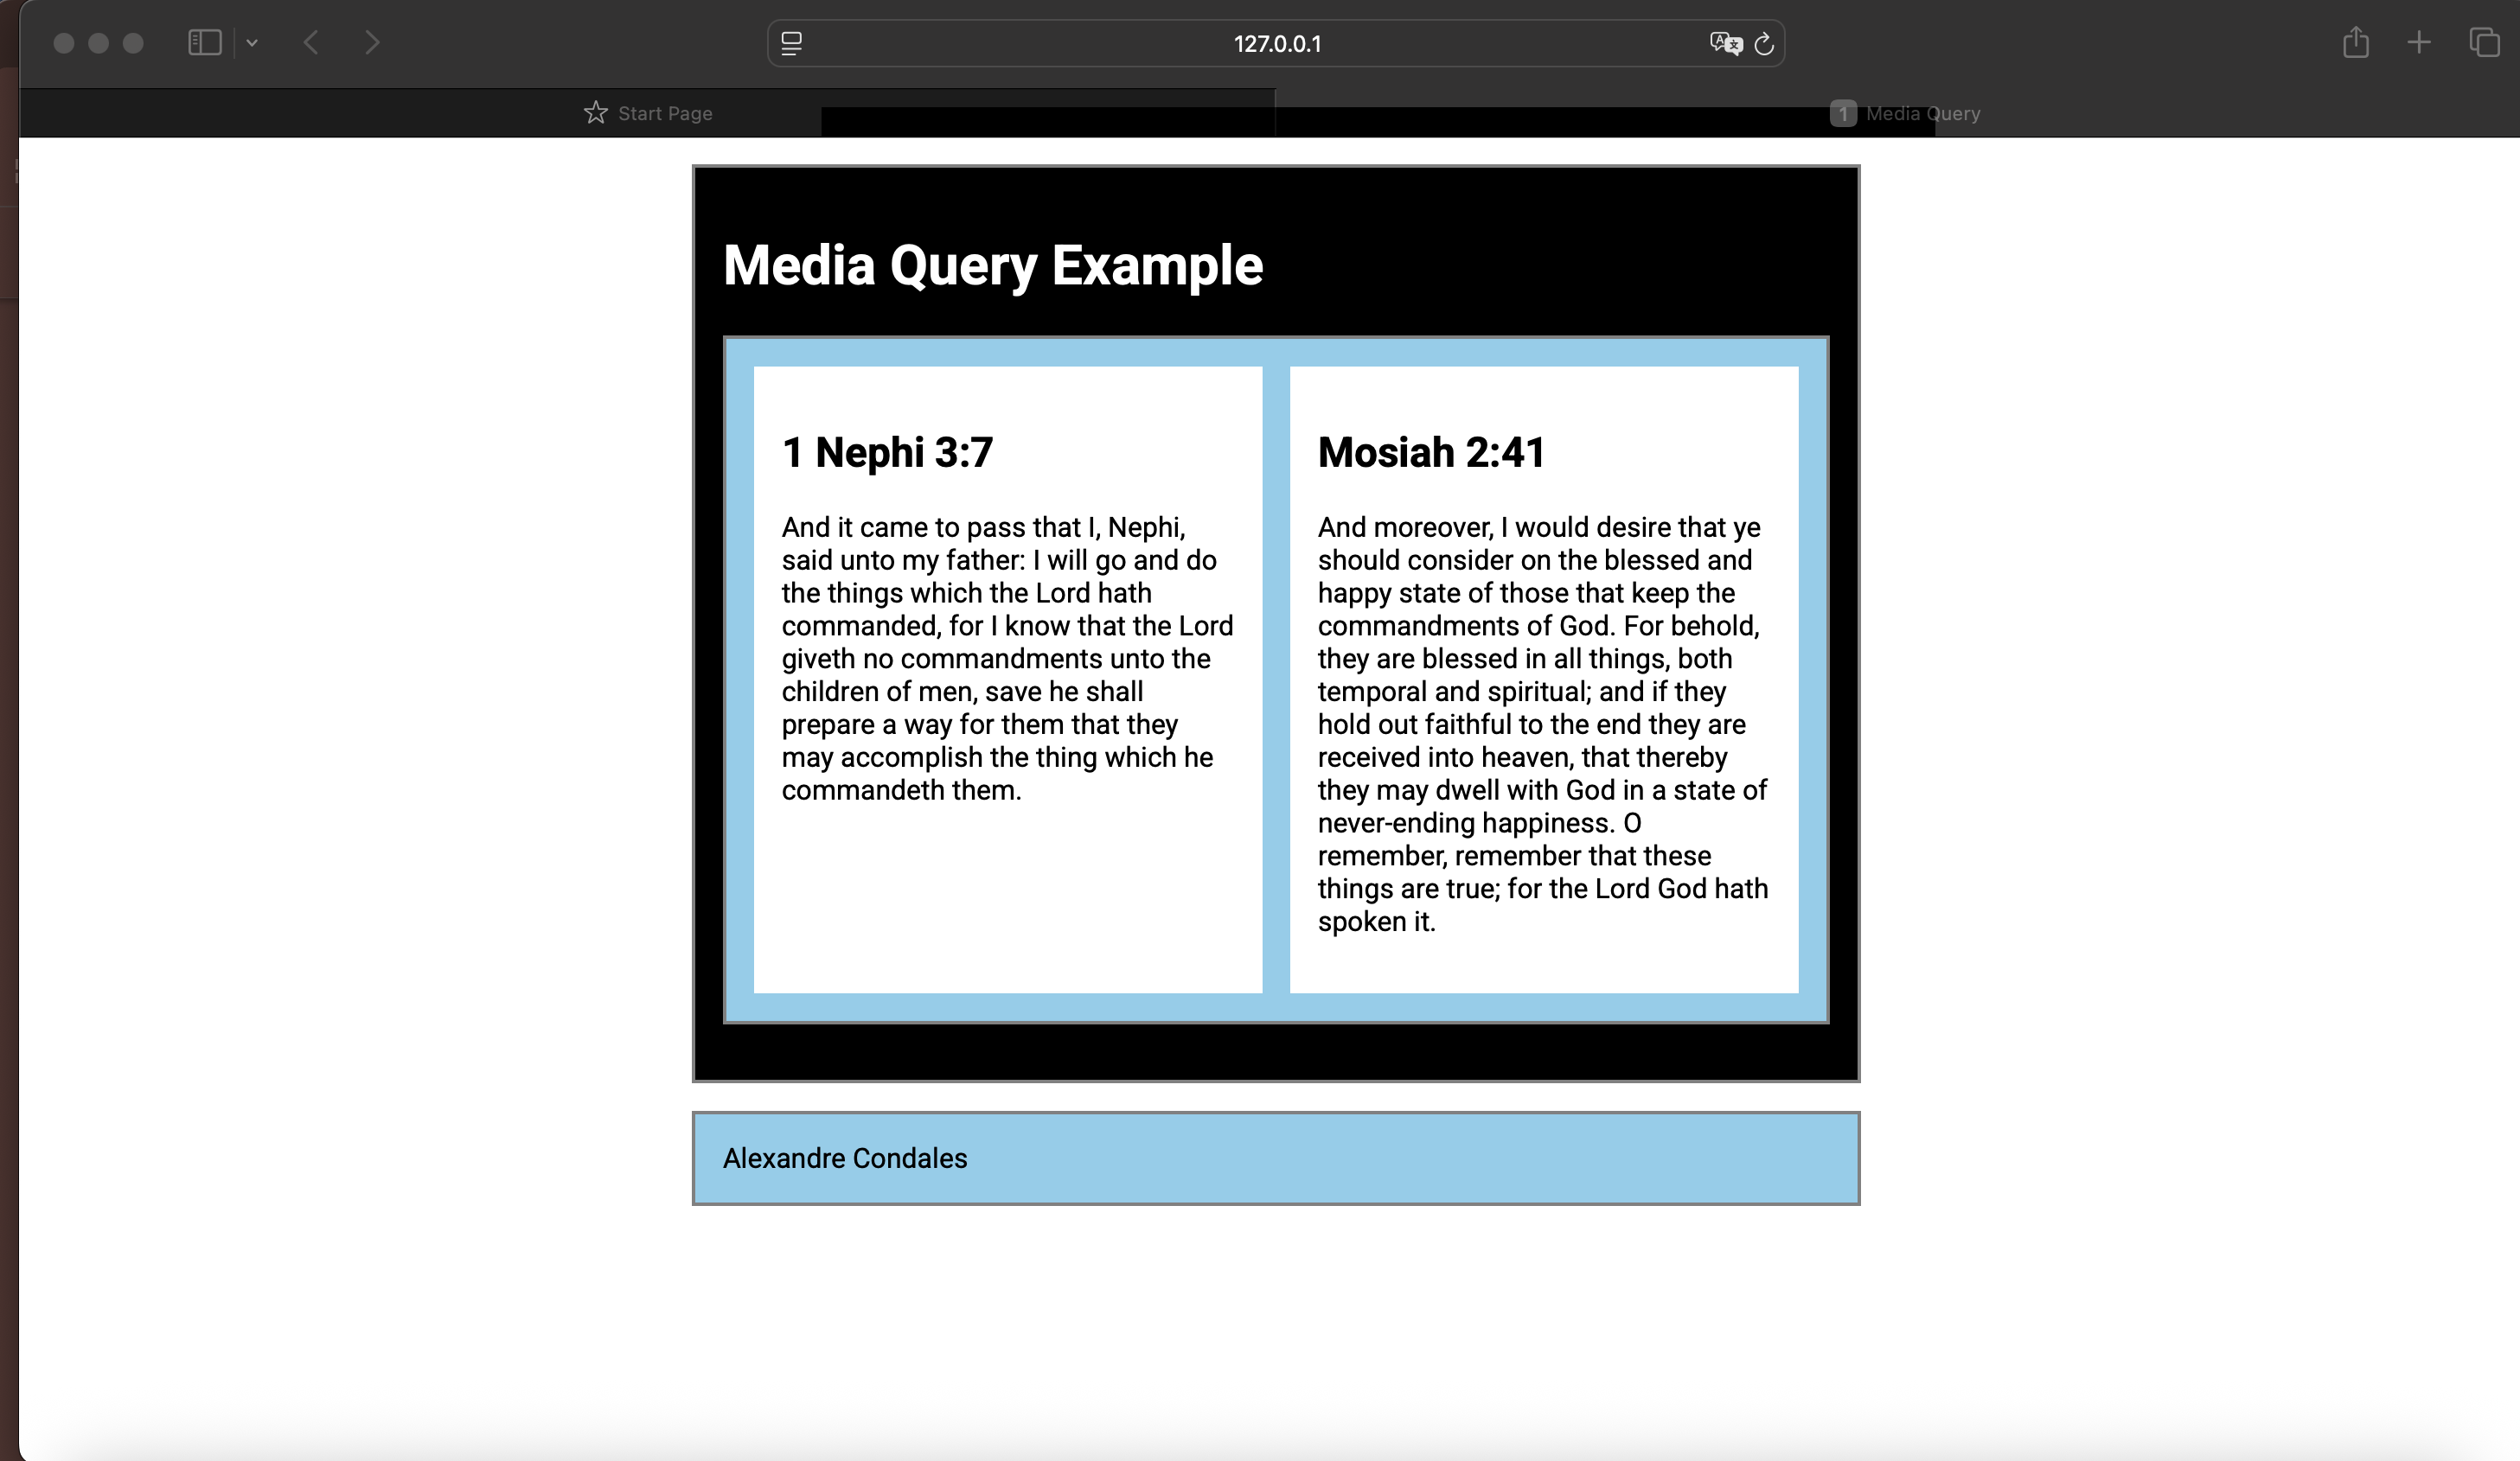 127.0.0.1
Start Page
1 Media Query
Media Query Example
1 Nephi 3:7
And it came to pass that I, Nephi,
said unto my father: I will go and do
the things which the Lord hath
commanded, for I know that the Lord
giveth no commandments unto the
children of men, save he shall
prepare a way for them that they
may accomplish the thing which he
commandeth them.
Mosiah 2:41
And moreover, I would desire that ye
should consider on the blessed and
happy state of those that keep the
commandments of God. For behold,
they are blessed in all things, both
temporal and spiritual; and if they
hold out faithful to the end they are
received into heaven, that thereby
they may dwell with God in a state of
never-ending happiness. O
remember, remember that these
things are true; for the Lord God hath
spoken it.
Alexandre Condales